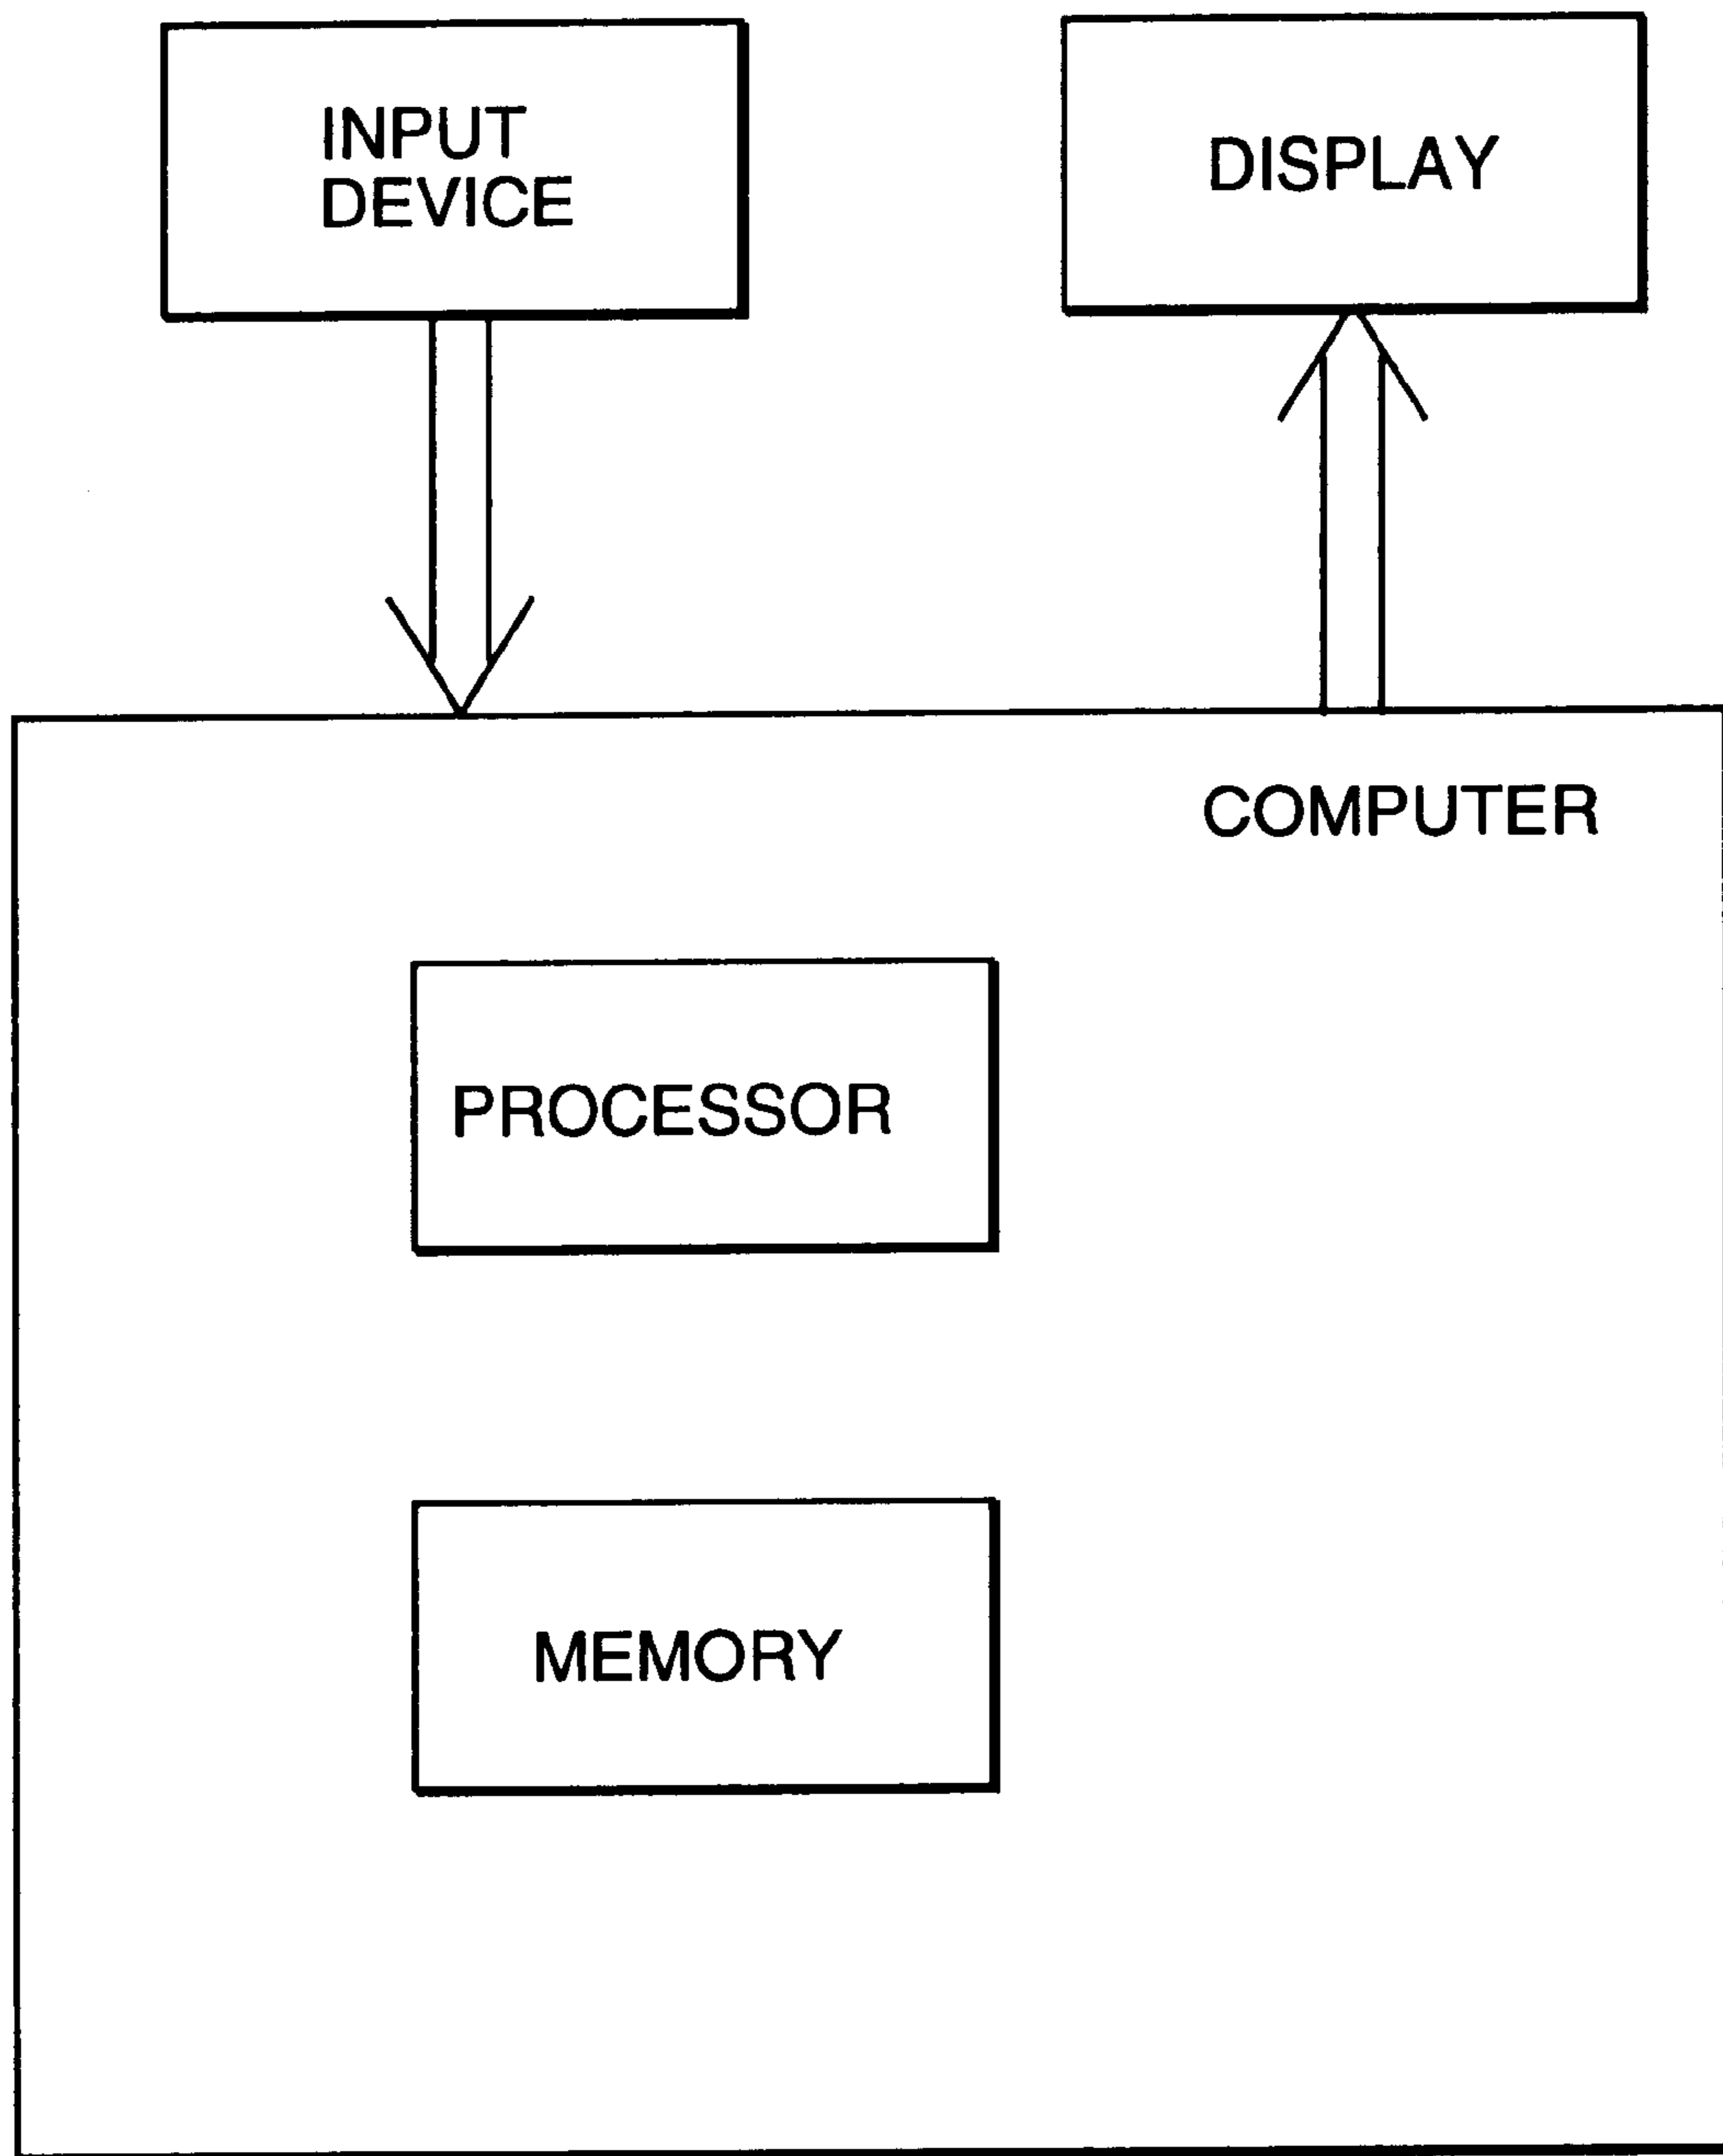 INPUT
DEVICE
DISPLAY
COMPUTER
PROCESSOR
MEMORY